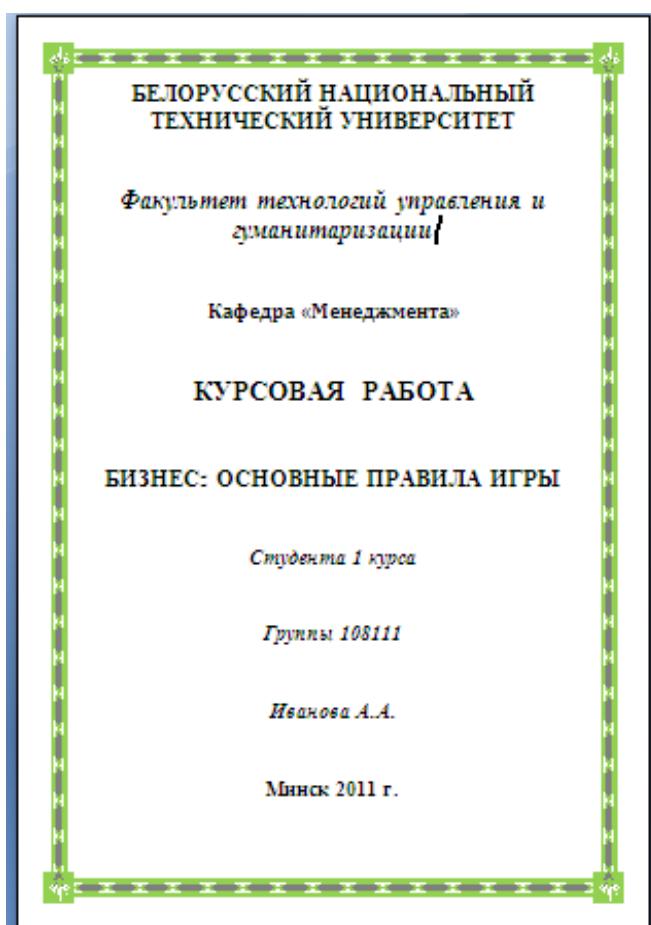 БЕЛОРУССКИЙ НАЦИОНАЛЬНЫЙ
ТЕХНИЧЕСКИЙ УНИВЕРСИТЕТ
Факультет технологий управления и
гуманитаризации
Кафедра «Менеджмента»
КУРСОВАЯ РАБОТА
БИЗНЕС: ОСНОВНЫЕ ПРАВИЛА ИГРЫ
Студента 1 курса
Группы 108111
Иванова А.А.
Минск 2011 г.